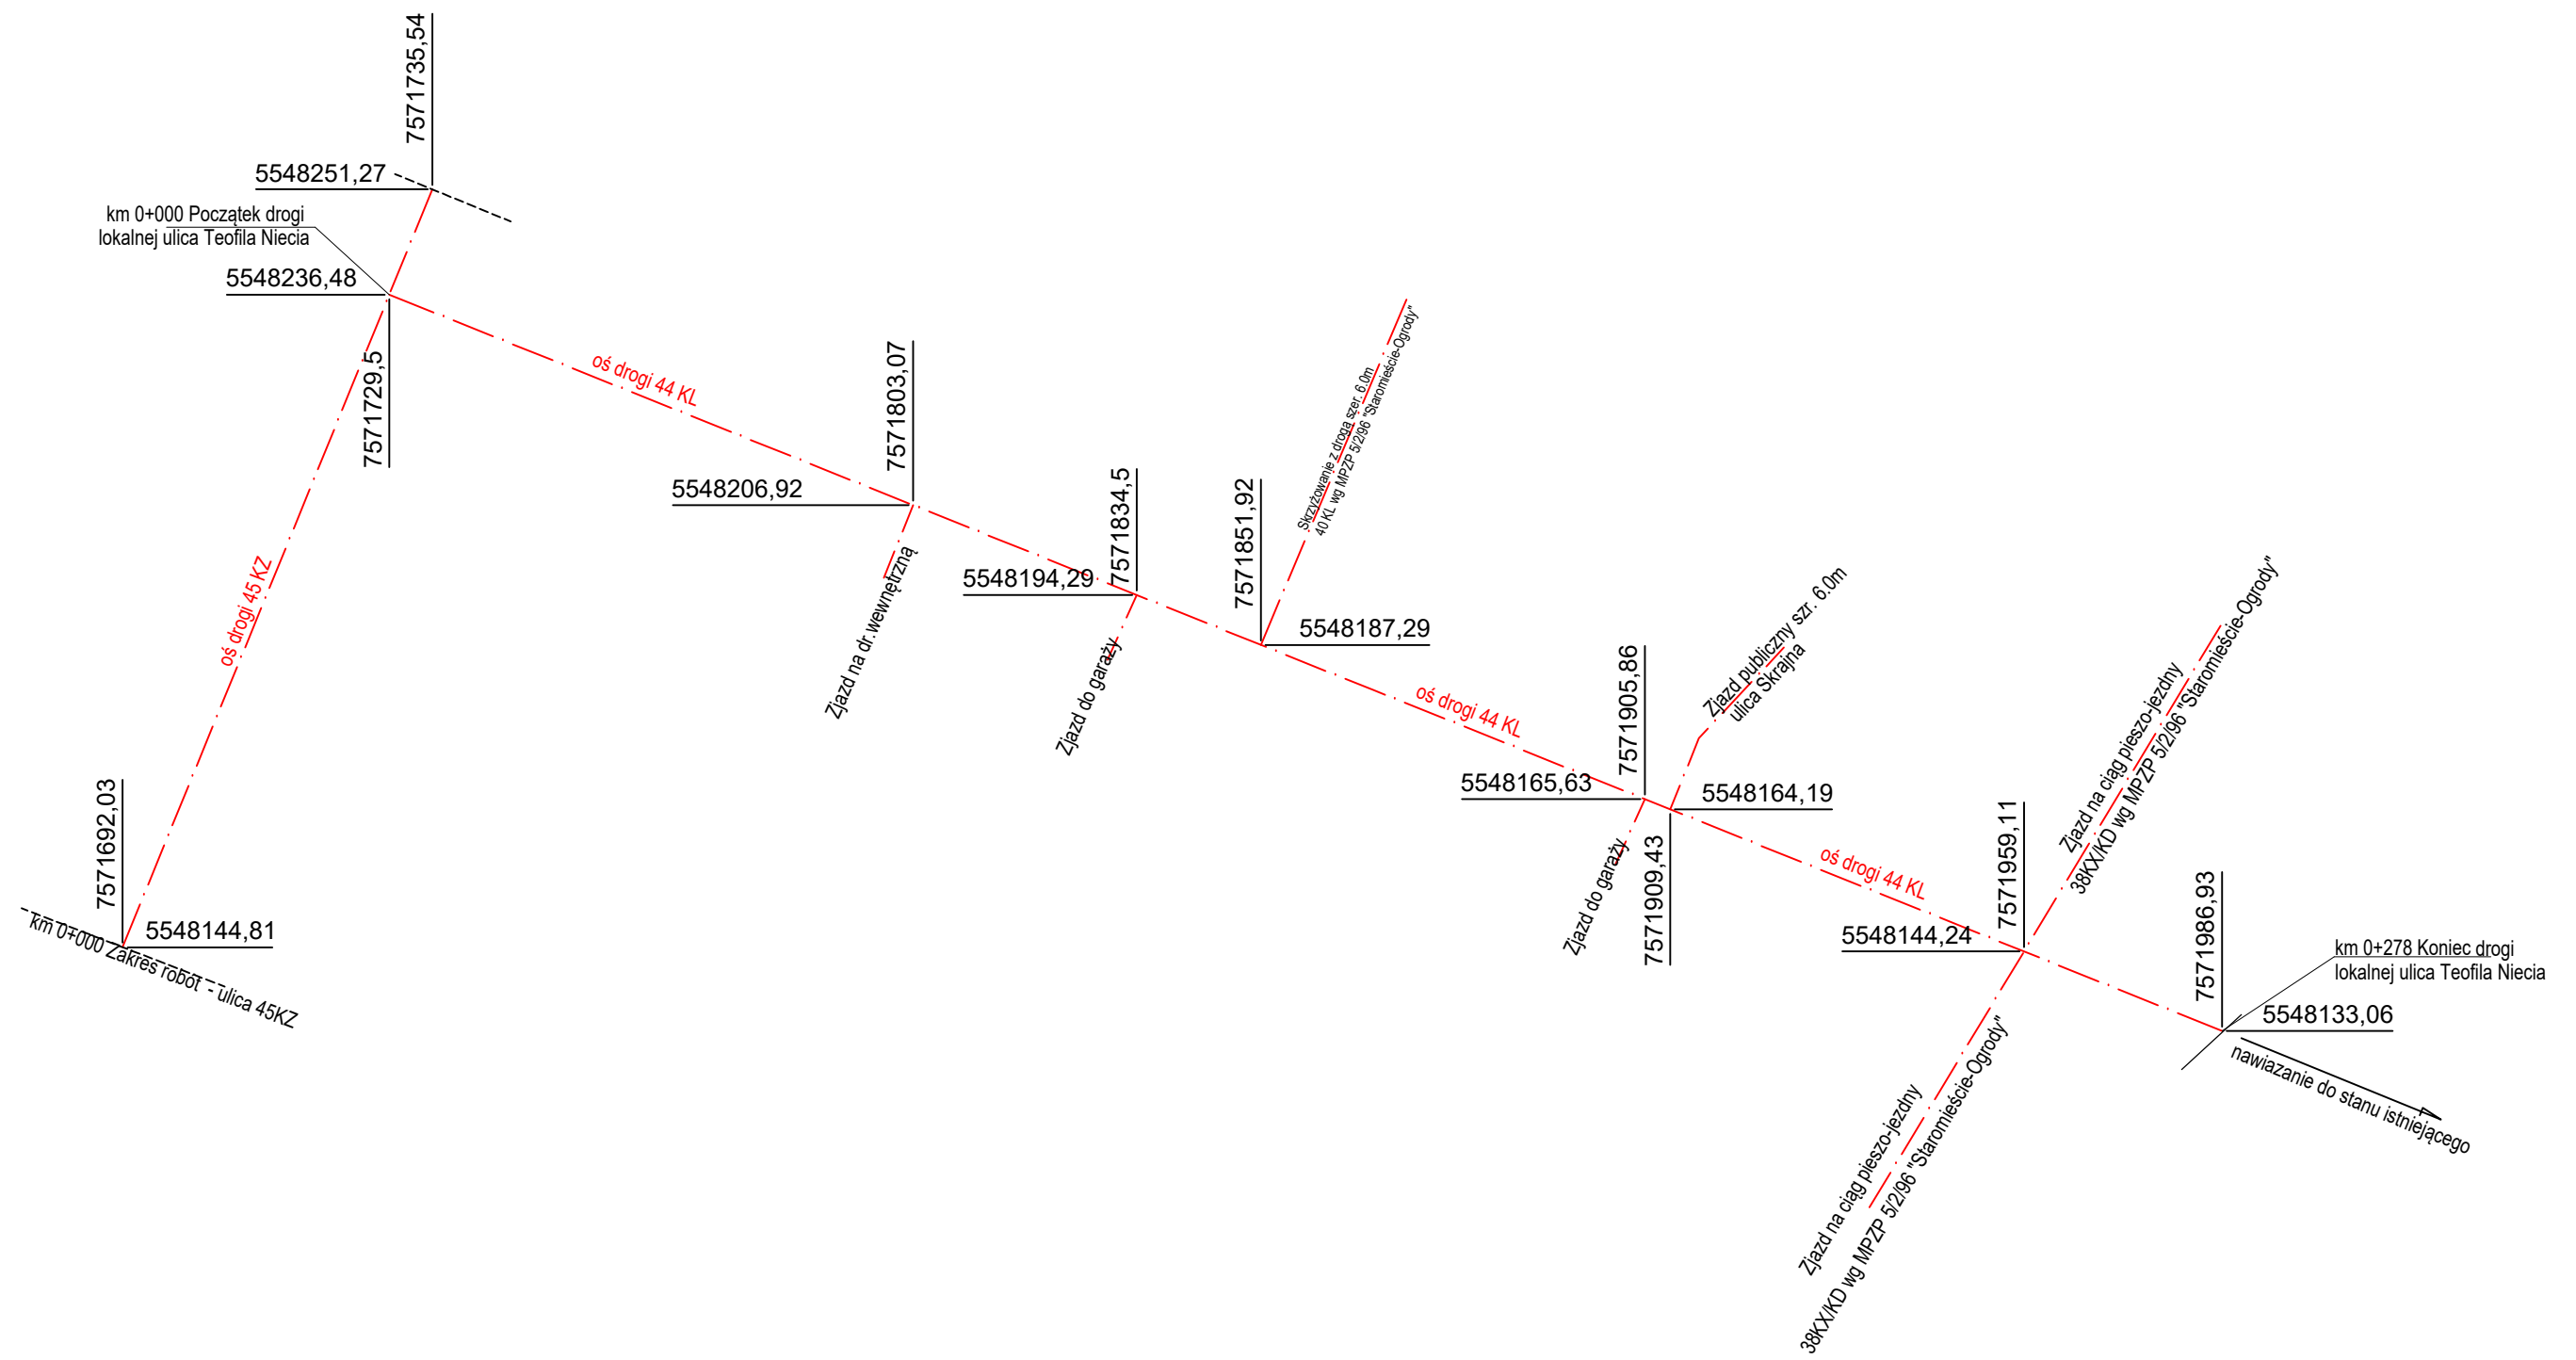 7571735,54
5548251,27
km 0+000 Początek drogi
lokalnej ulica Teofila Niecia
5548236,48
7571729,5
oś drogi 44 KL
7571803,07
5548206,92
Zjazd na dr.wewnętrzną
7571834,5
5548194,29
Zjazd do garaży
7571851,92
5548187,29
Skrzyżowanie z drogą szer. 6.0m
40 KL wg MPZP 5/2/96 "Staromieście-Ogrody"
oś drogi 45 KZ
7571692,03
5548144,81
km 0+000 Zakres robót - ulica 45KZ
oś drogi 44 KL
7571905,86
5548165,63
Zjazd do garaży
Zjazd publiczny szr. 6.0m
ulica Skrajna
5548164,19
7571909,43
oś drogi 44 KL
7571959,11
5548144,24
Zjazd na ciąg pieszo-jezdny
38KX/KD wg MPZP 5/2/96 "Staromieście-Ogrody"
Zjazd na ciąg pieszo-jezdny
38KX/KD wg MPZP 5/2/96 "Staromieście-Ogrody"
7571986,93
km 0+278 Koniec drogi
lokalnej ulica Teofila Niecia
5548133,06
nawiazanie do stanu istniejącego